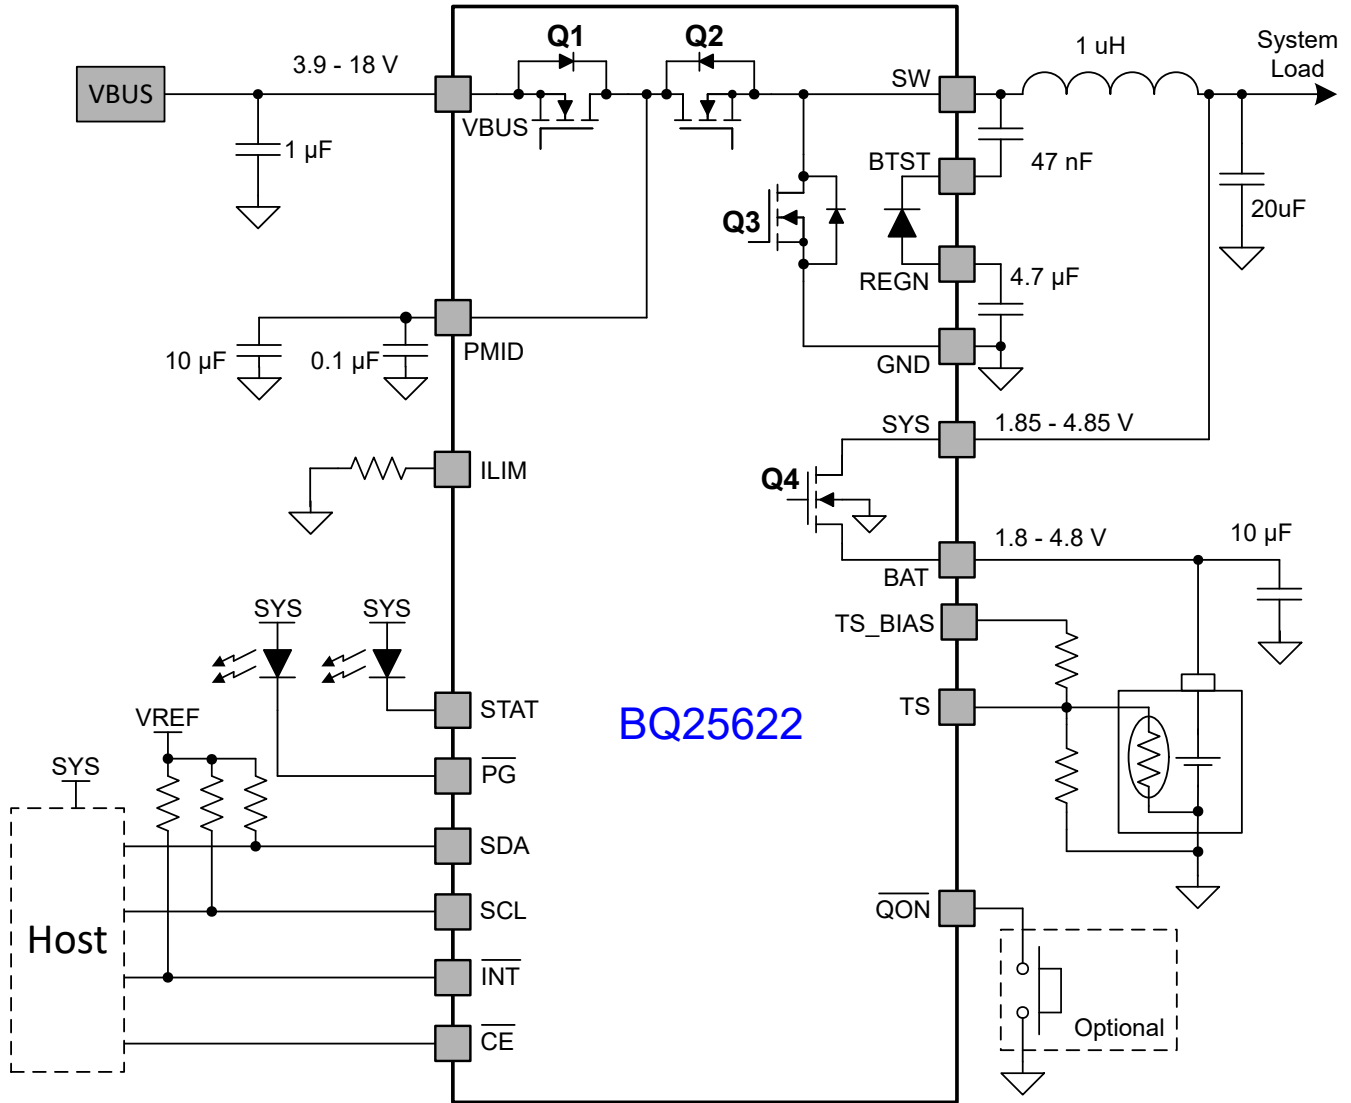 Q1
Q2
3.9 - 18 V
VBUS
VBUS
1 µF
SW
1 uH
System
Load
BTST
47 nF
20uF
Q3
REGN
4.7 µF
PMID
10 µF
0.1 µF
GND
SYS
1.85 - 4.85 V
ILIM
Q4
BAT
1.8 - 4.8 V
10 µF
TS_BIAS
SYS
SYS
STAT
TS
BQ25622
VREF
PG
SYS
SDA
SCL
QON
Host
INT
Optional
CE